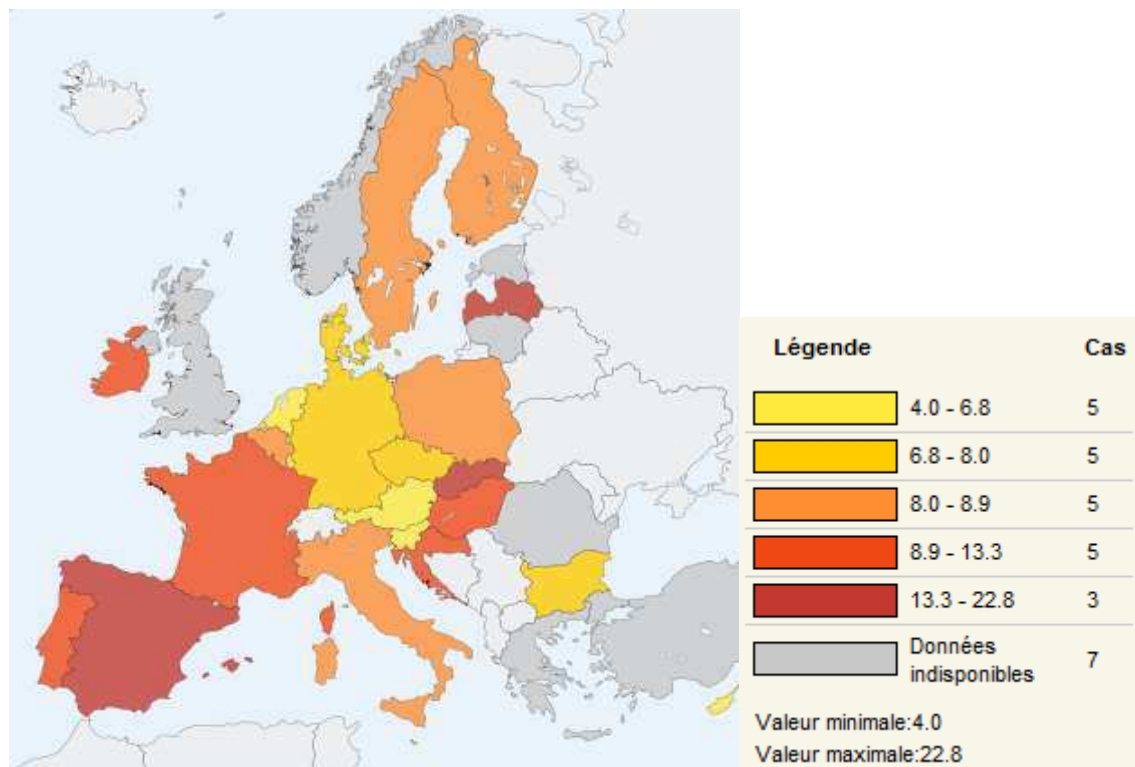 Légende Cas
4.0 - 6.8 5
6.8 - 8.0 5
8.0 - 8.9 5
8.9 - 13.3 5
13.3 - 22.8 3
Données
indisponibles 7
Valeur minimale:4.0
Valeur maximale:22.8